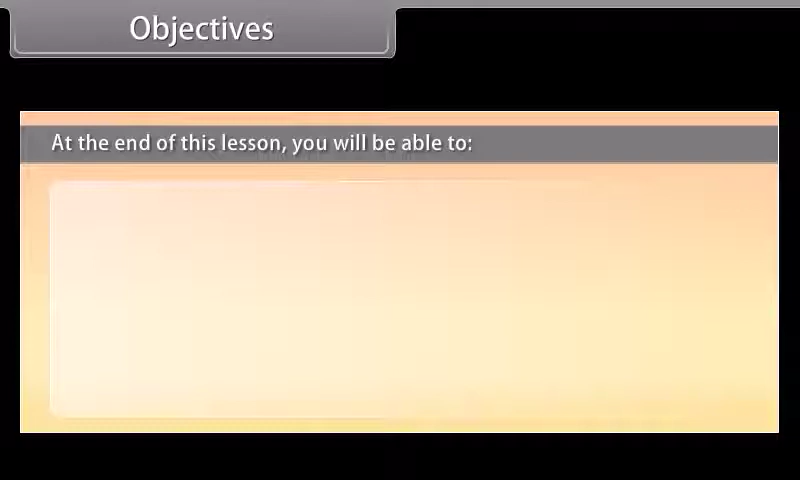 Objectives
At the end of this lesson, you will be able to: